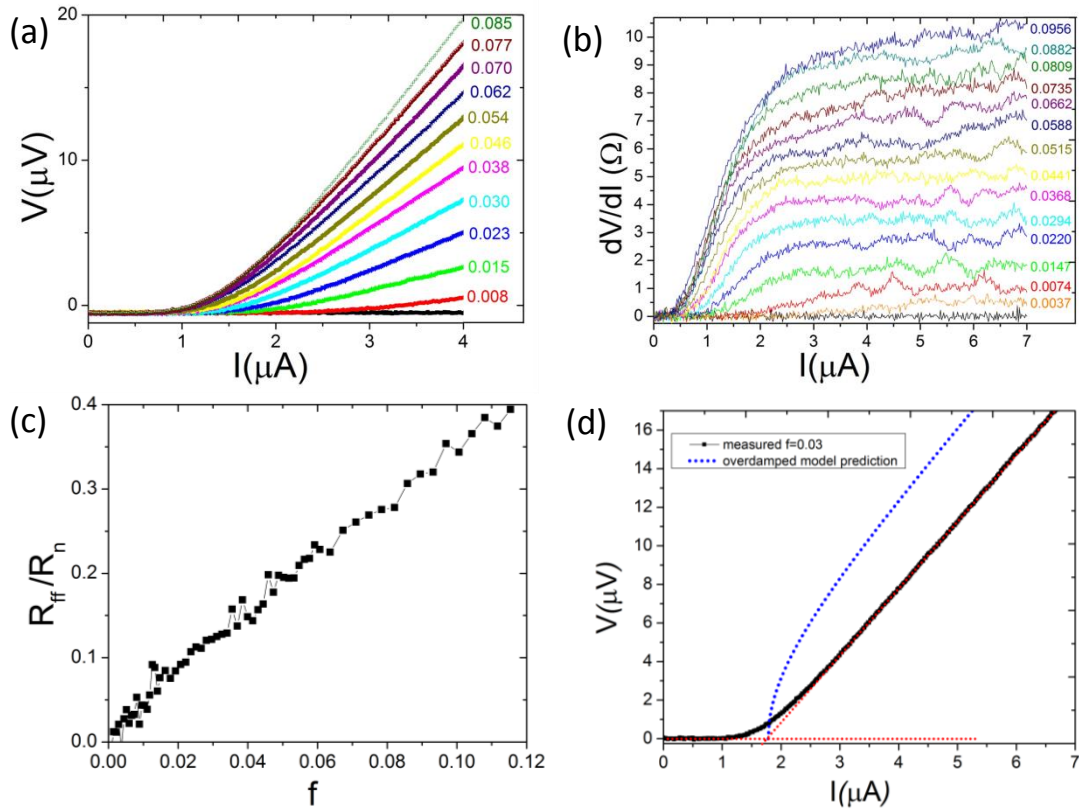 (a)
20
0
V(μV)
0 1 2 3 4
I(μA)
0.085
0.077
0.070
0.062
0.054
0.046
0.038
0.030
0.023
0.015
0.008
(b)
10
9
8
7
6
5
4
3
2
1
0
dV/dI (Ω)
0 1 2 3 4 5 6 7
I(μA)
0.0956
0.0882
0.0809
0.0735
0.0662
0.0588
0.0515
0.0441
0.0368
0.0294
0.0220
0.0147
0.0074
0.0037
(c)
0.4
0.3
0.2
0.1
0.0
R_ff/R_n
0.00 0.02 0.04 0.06 0.08 0.10 0.12
f
(d)
measured f=0.03
overdamped model prediction
16
14
12
10
8
6
4
2
0
V(μV)
0 1 2 3 4 5 6 7
I(μA)